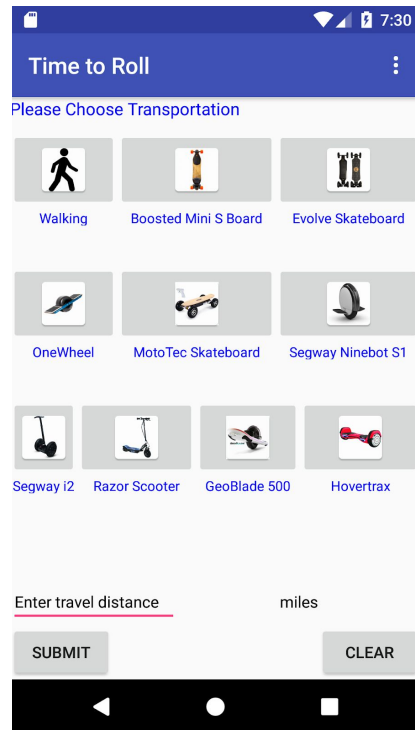 7:30
Time to Roll
Please Choose Transportation
Walking Boosted Mini S Board Evolve Skateboard
OneWheel MotoTec Skateboard Segway Ninebot S1
Segway i2 Razor Scooter GeoBlade 500 Hovertrax
Enter travel distance miles
SUBMIT CLEAR